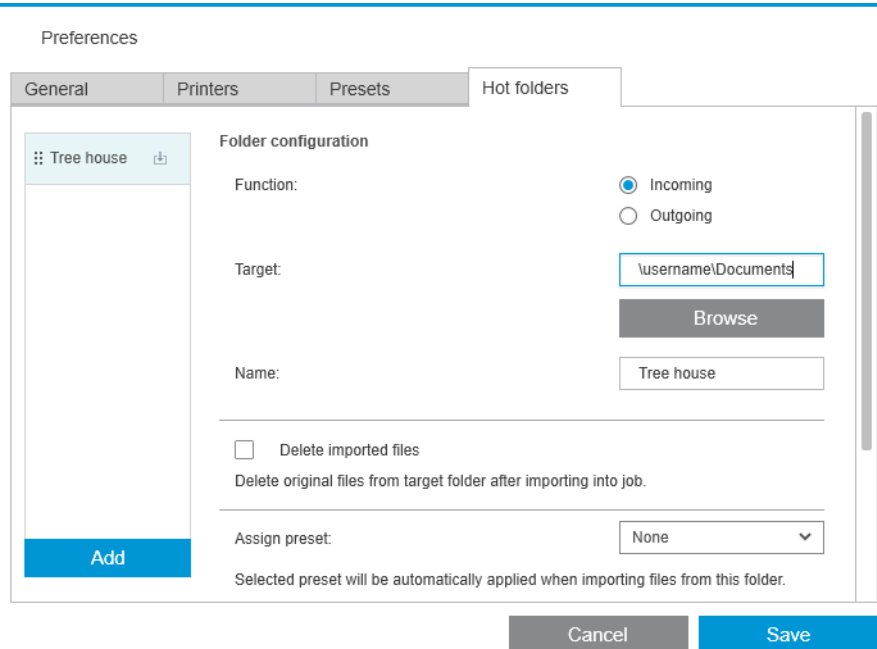 Preferences
General Printers Presets Hot folders
Tree house
Folder configuration
Function:
Incoming
Outgoing
Target:
\username\Documents
Browse
Name:
Tree house
Delete imported files
Delete original files from target folder after importing into job.
Assign preset:
None
Selected preset will be automatically applied when importing files from this folder.
Add
Cancel
Save